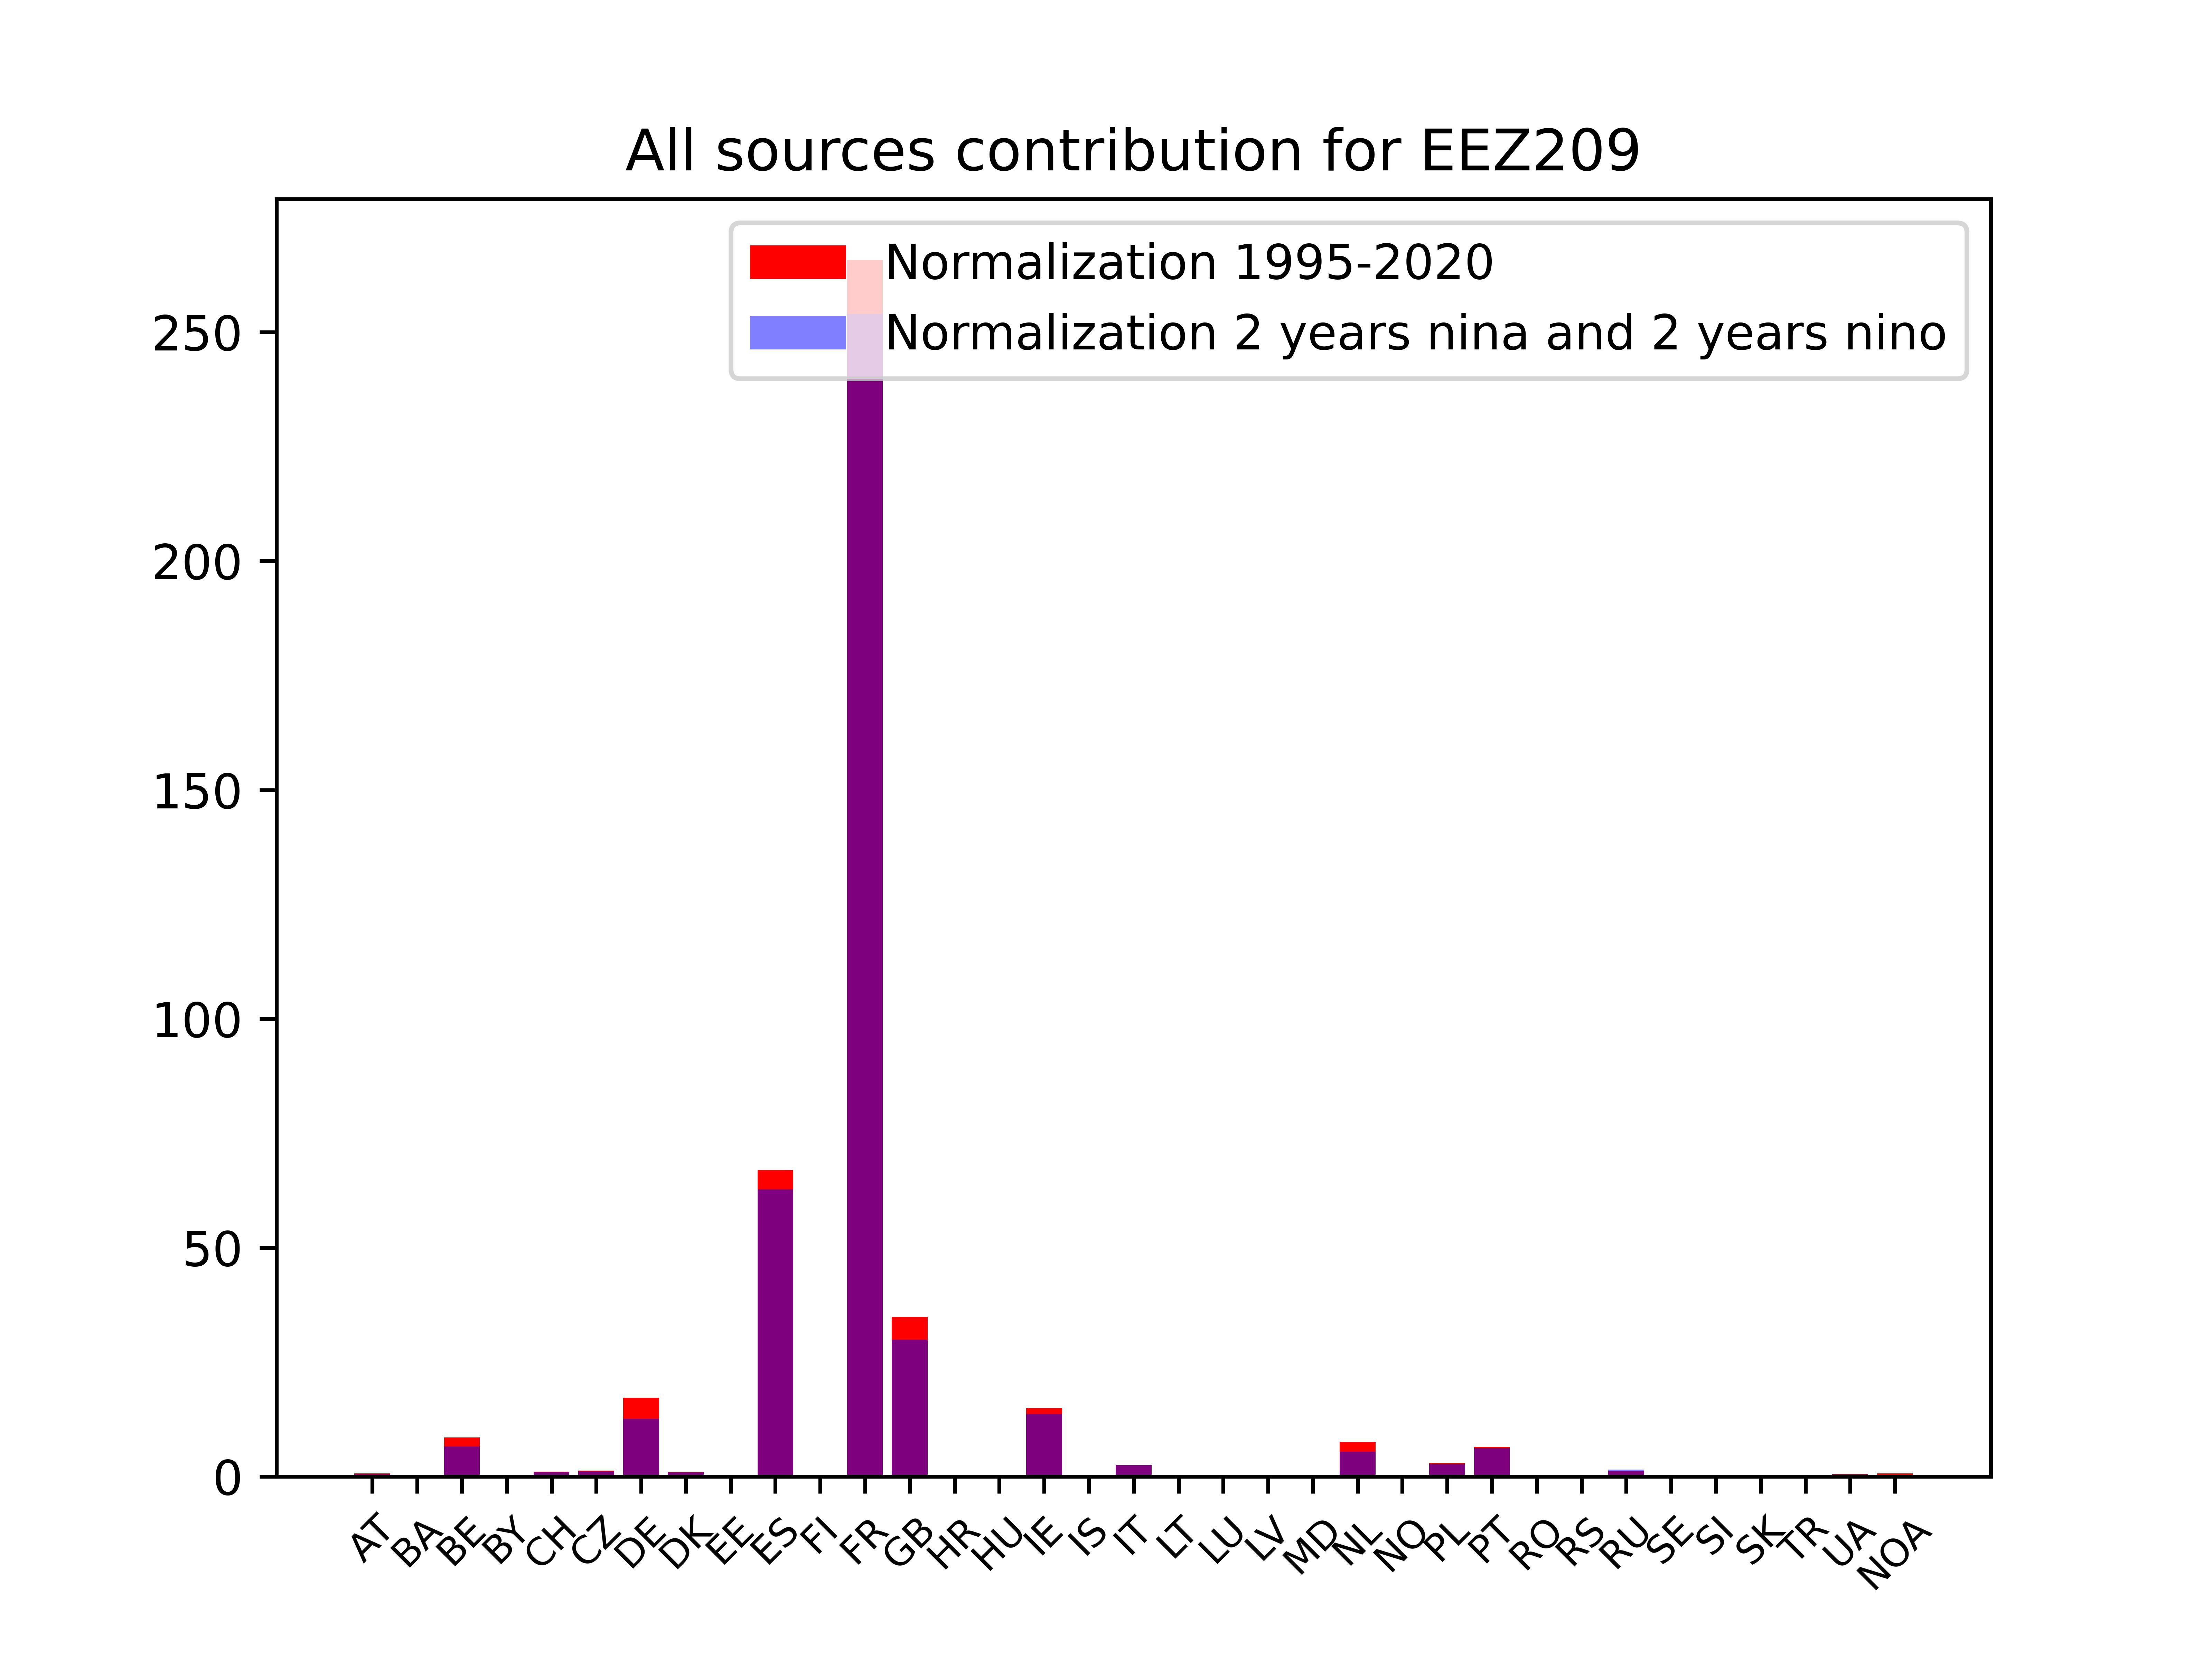 All sources contribution for EEZ209
Normalization 1995-2020
Normalization 2 years nina and 2 years nino
250
200
150
100
50
0
AT BA BE BY CH CZ DE DK EE ES FI FR GB HR HU IE IS IT LT LU LV MD NL NO PL PT RO RS RU SE SI SK TR UA NOA